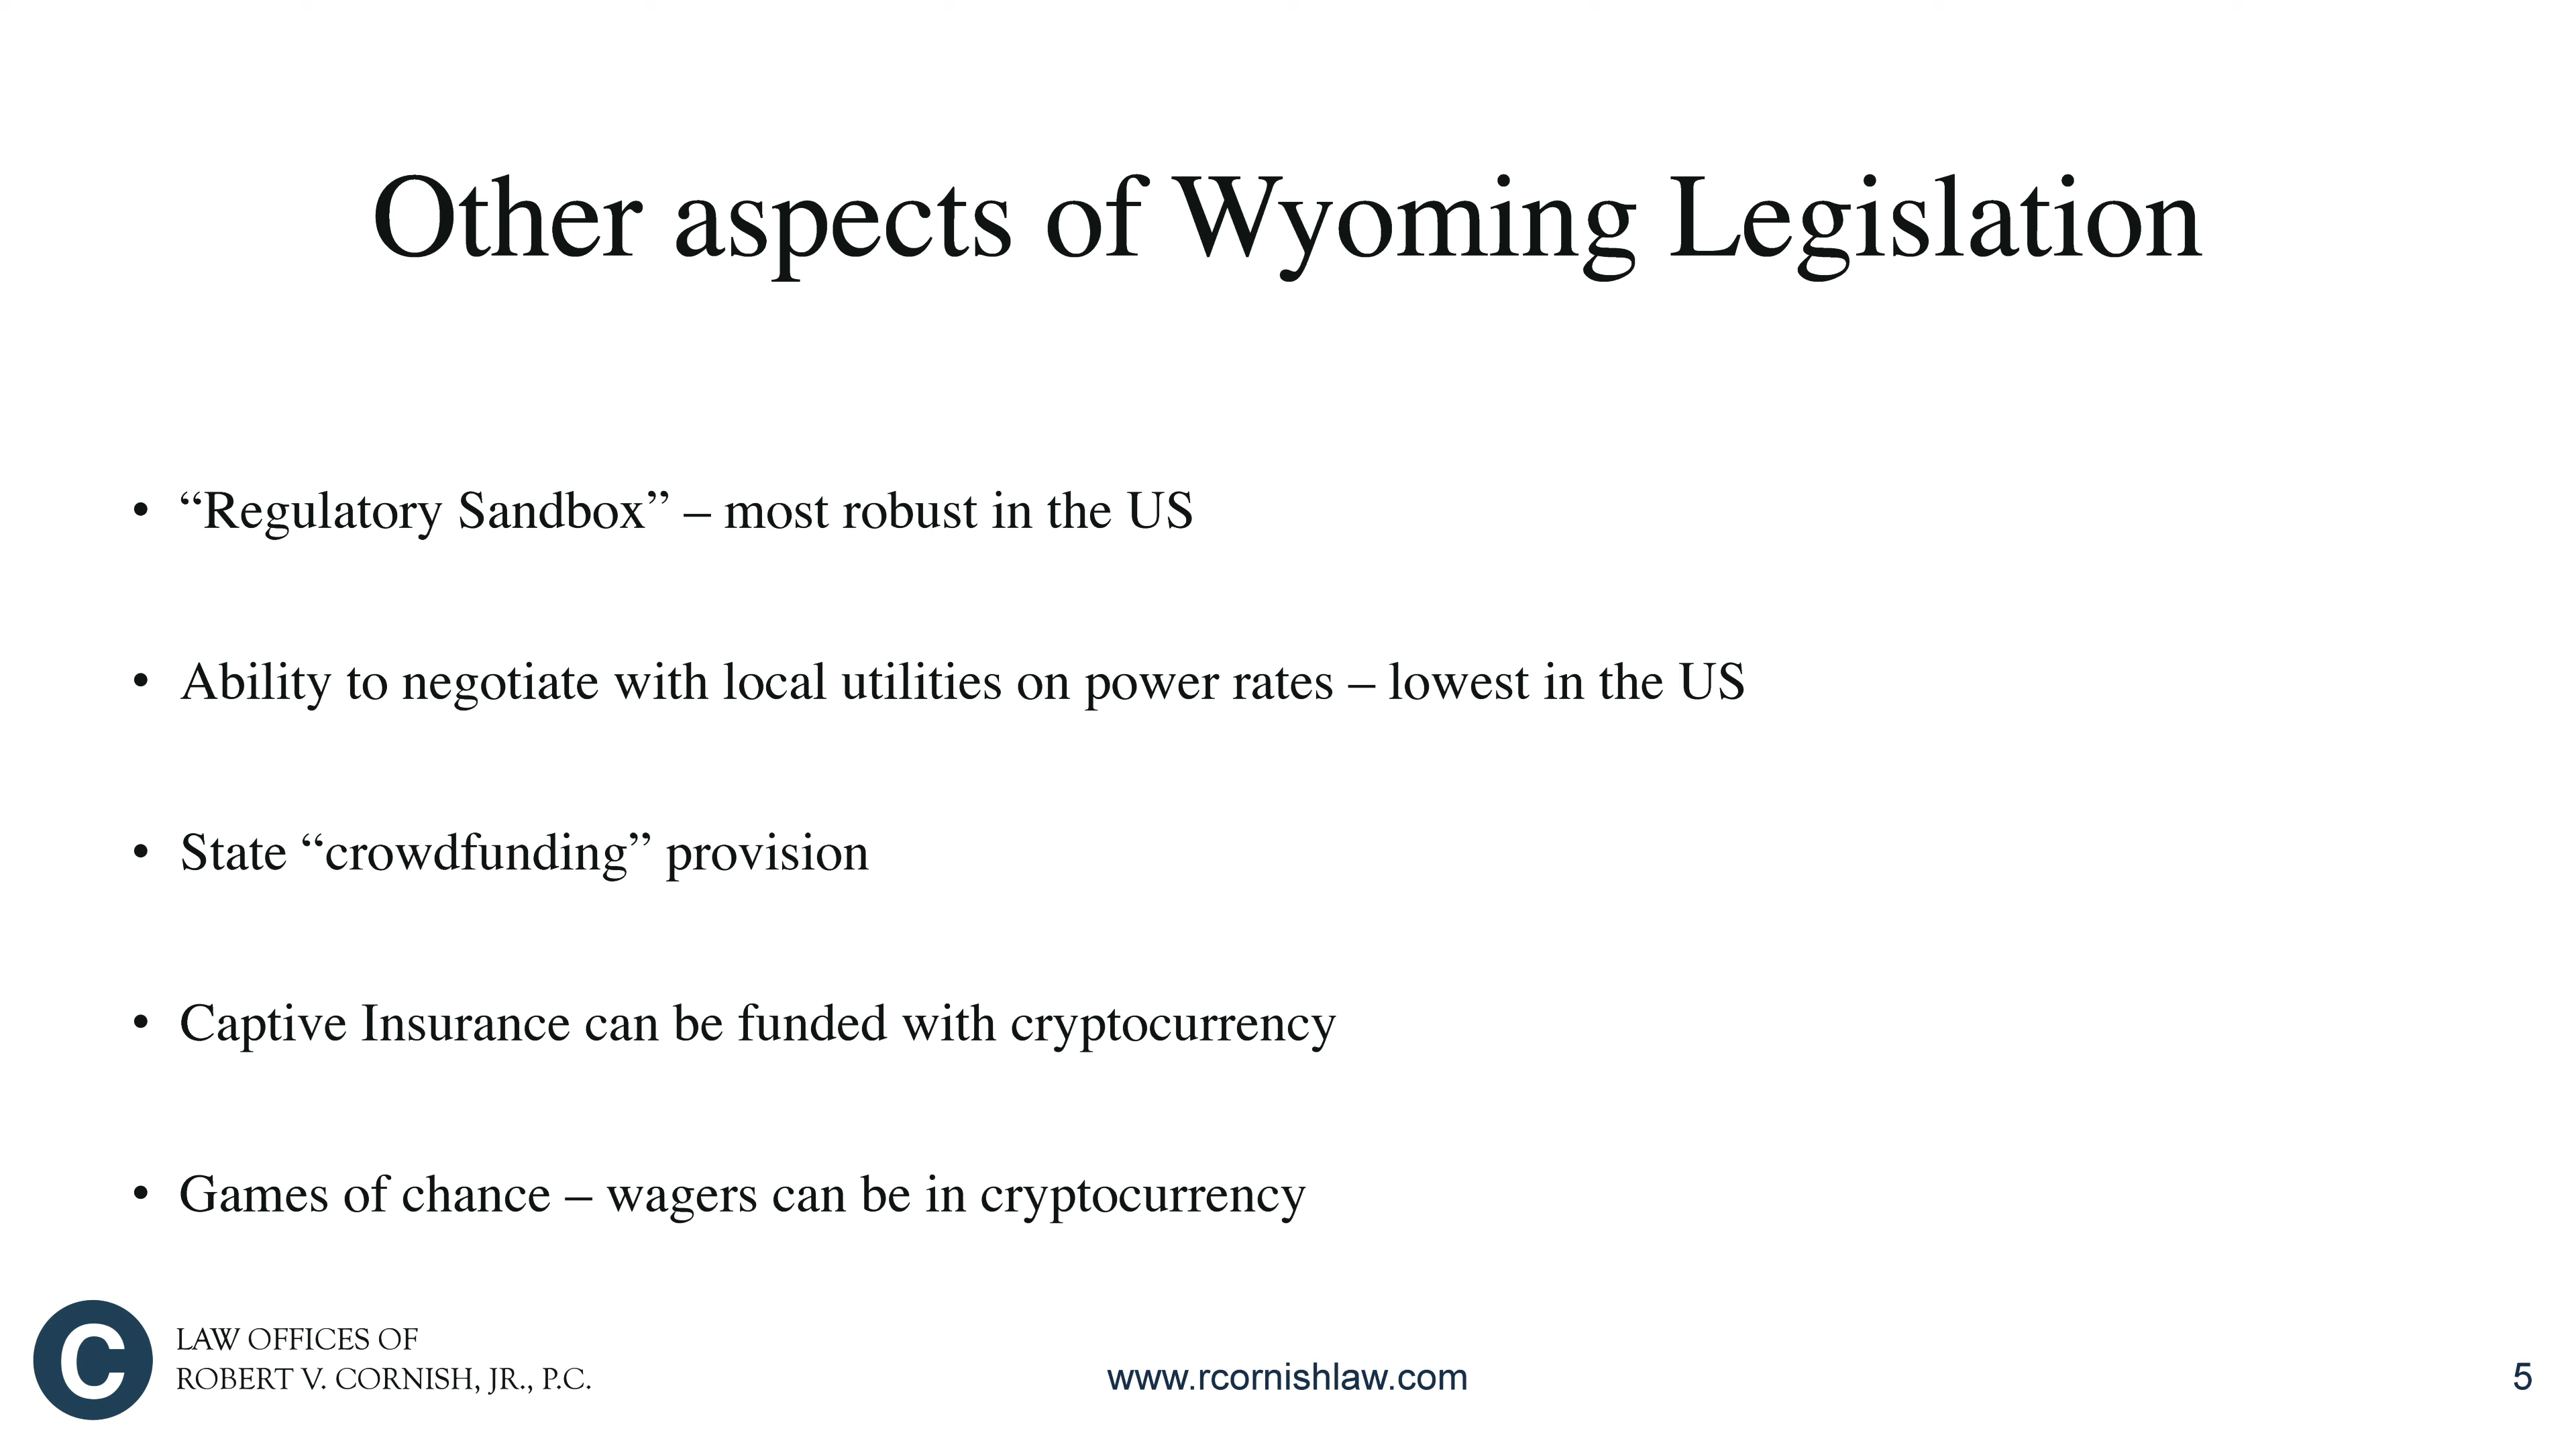 Other aspects of Wyoming Legislation
• “Regulatory Sandbox” – most robust in the US
• Ability to negotiate with local utilities on power rates – lowest in the US
• State “crowdfunding” provision
• Captive Insurance can be funded with cryptocurrency
• Games of chance – wagers can be in cryptocurrency
C
LAW OFFICES OF
ROBERT V. CORNISH, JR., P.C.
www.rcornishlaw.com
5